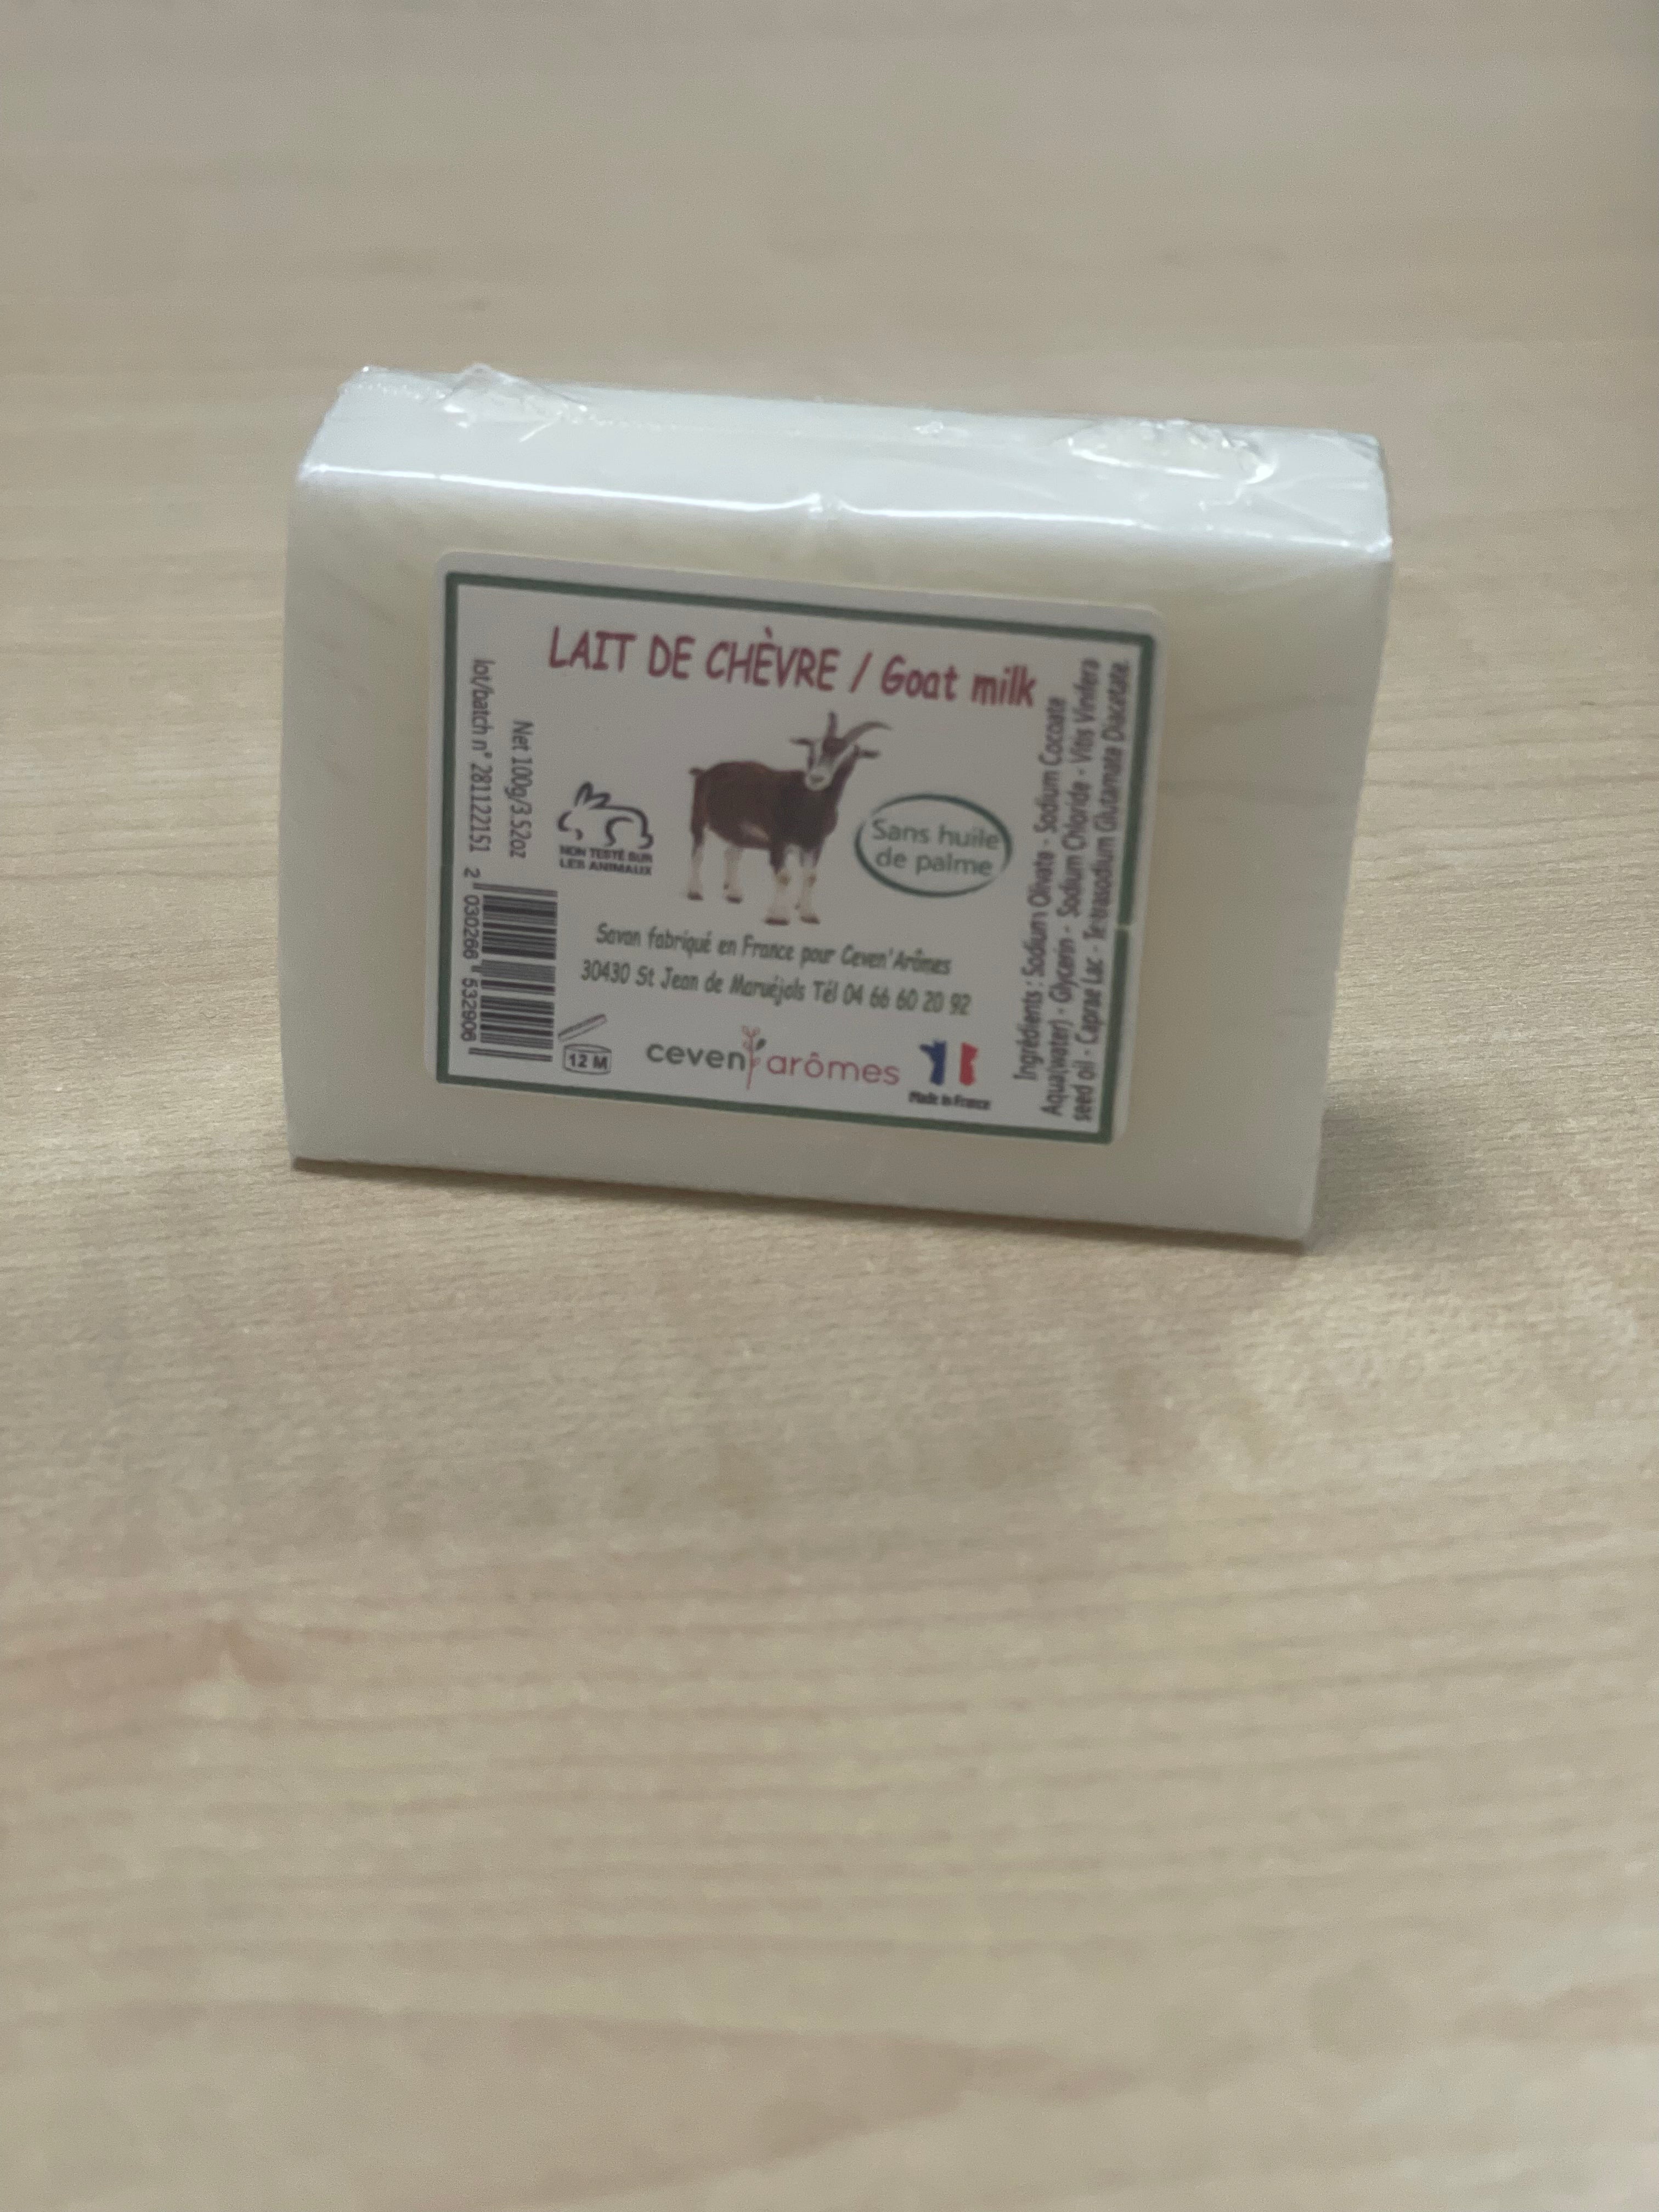 LAIT DE CHÈVRE / Goat milk
lot/batch n° 281122151
Net 100g/3.52oz
NON TESTÉ SUR
LES ANIMAUX
Sans huile
de palme
Savon fabriqué en France pour Ceven'Arômes
30430 St Jean de Maruéjols Tél 04 66 60 20 92
2 030266 532906
12 M
ceven arômes
Made in France
Ingrédients : Sodium Olivate - Sodium Cocoate
Aqua(water) - Glycerin - Sodium Chloride - Vitis Vinifera
seed oil - Caprae Lac - Tetrasodium Glutamate Diacetate.